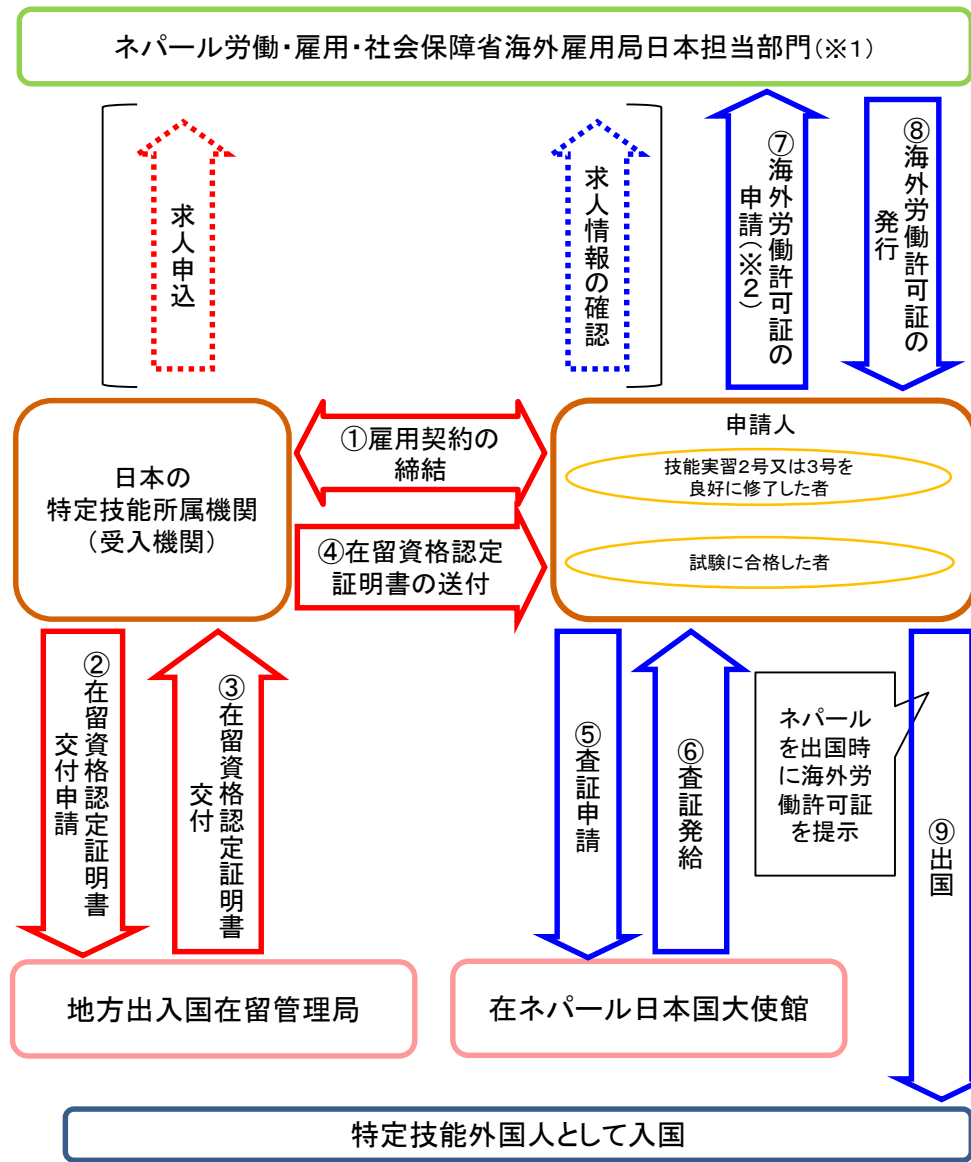 ネパール労働・雇用・社会保障省海外雇用局日本担当部門(※1)
求人申込
求人情報の確認
⑦海外労働許可証の
申請(※2)
⑧海外労働許可証の
発行
日本の
特定技能所属機関
(受入機関)
①雇用契約の
締結
④在留資格認定
証明書の送付
申請人
技能実習2号又は3号を
良好に修了した者
試験に合格した者
②在留資格認定証明書
交付申請
③在留資格認定証明書
交付
⑤査証申請
⑥査証発給
ネパール
を出国時
に海外労
働許可証
を提示
⑨出国
地方出入国在留管理局
在ネパール日本国大使館
特定技能外国人として入国